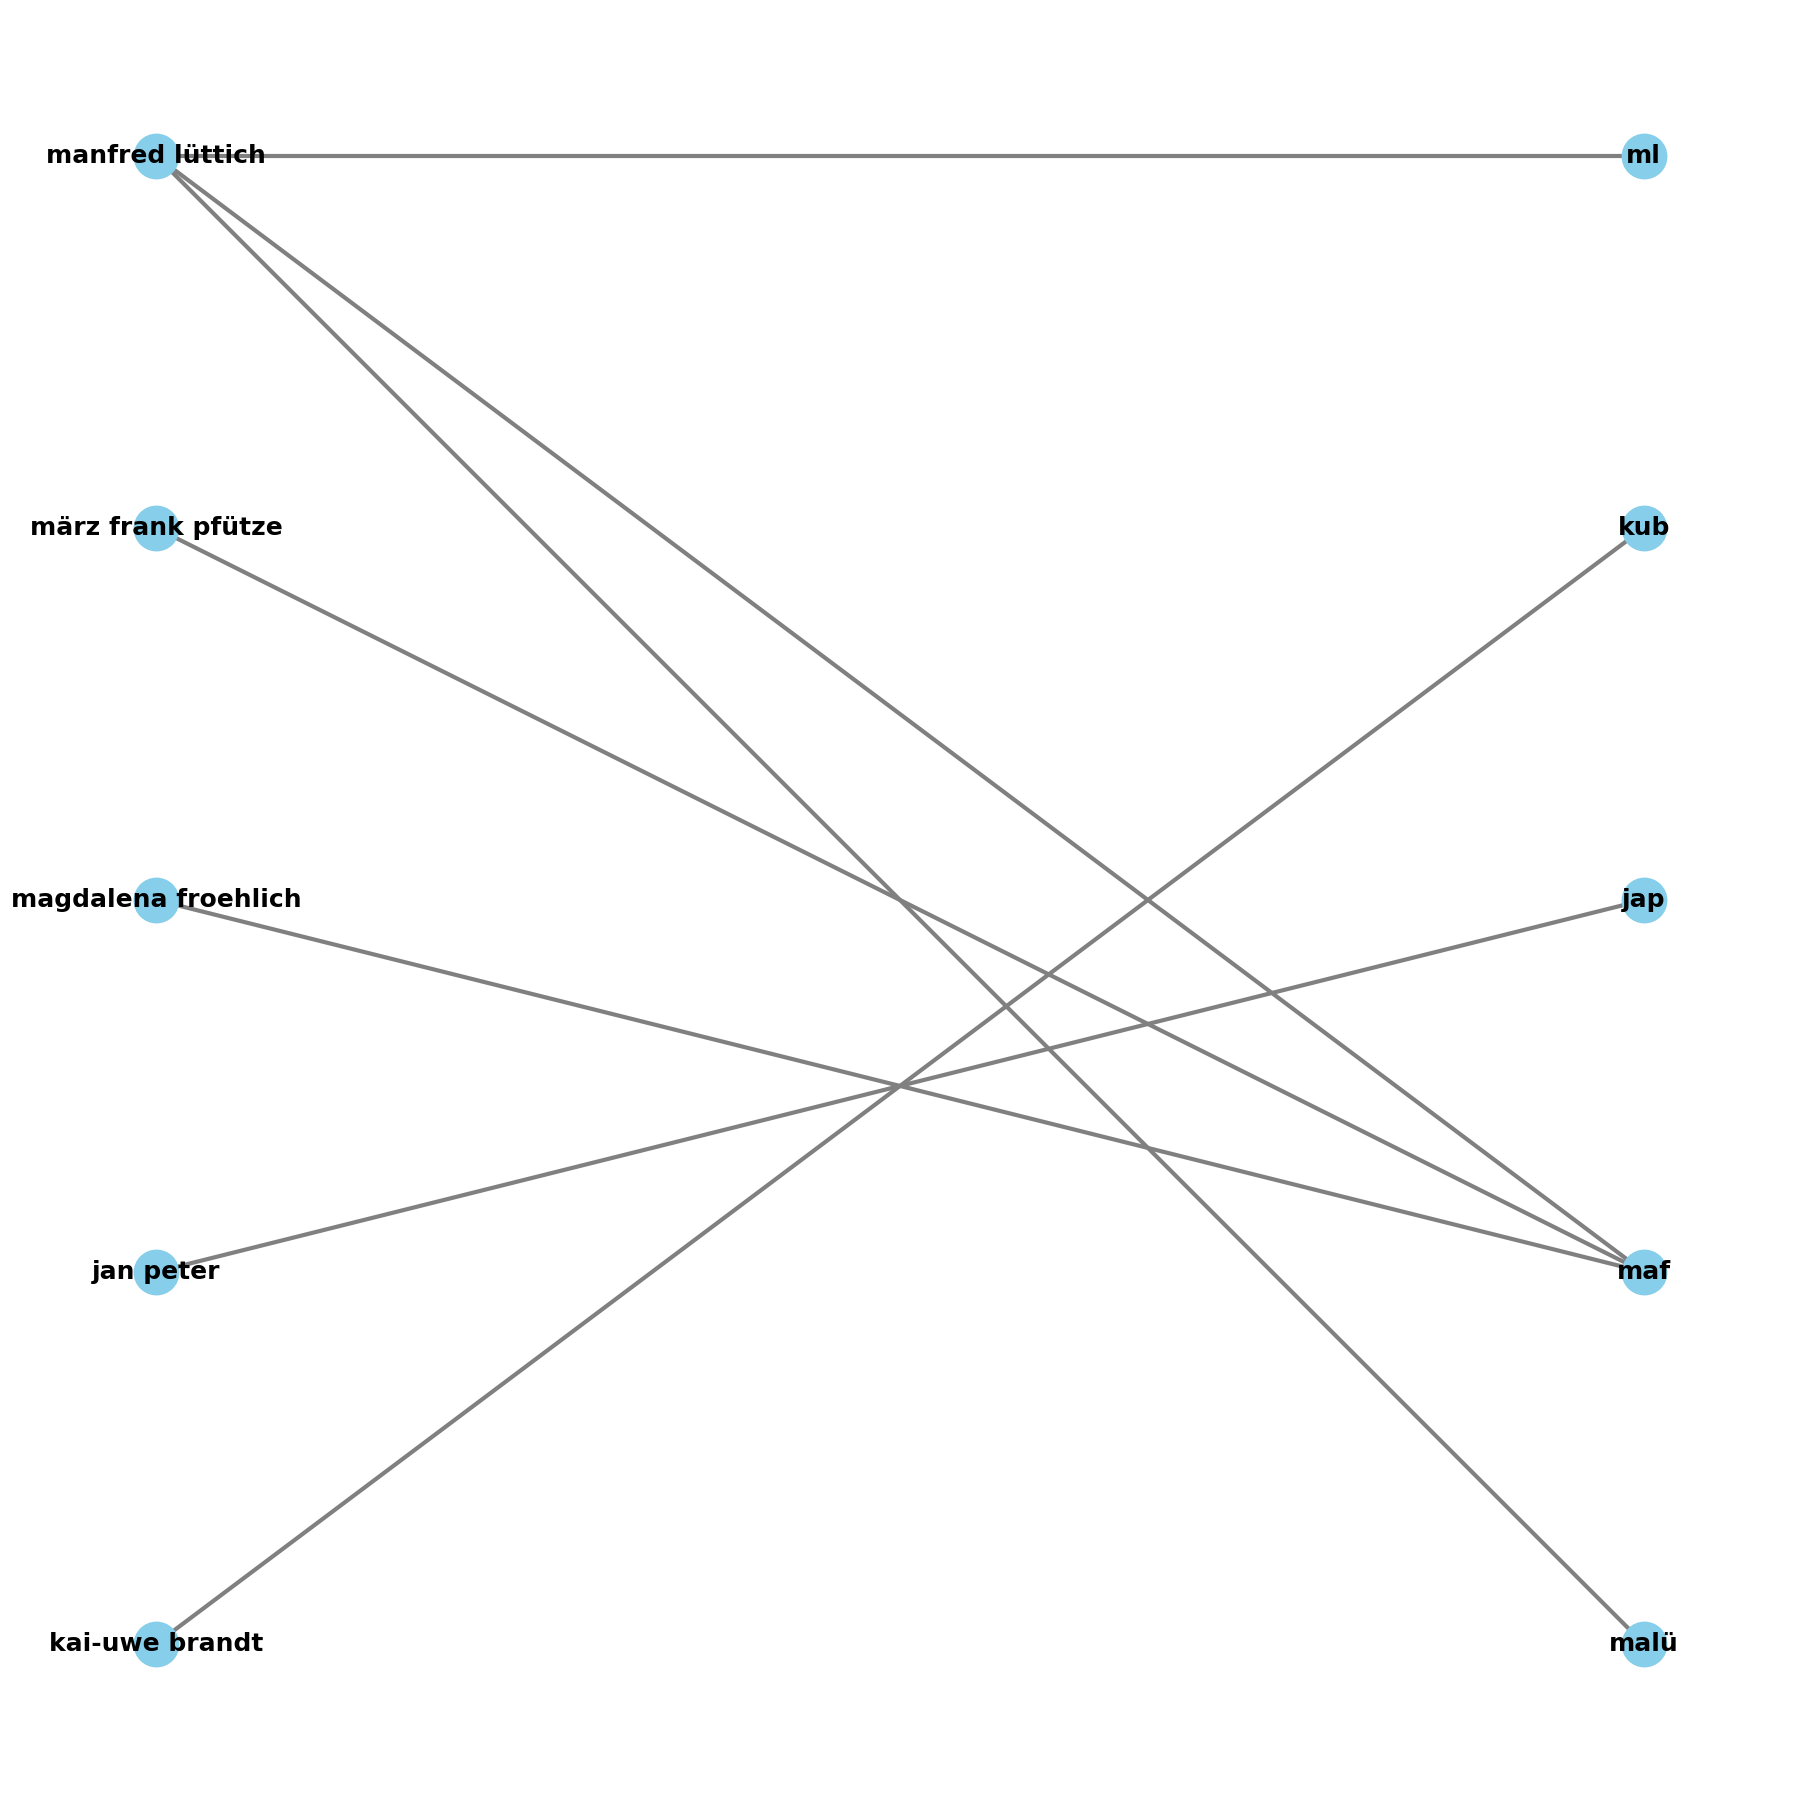 manfred lüttich
ml
märz frank pfütze
kub
magdalena froehlich
jap
jan peter
maf
kai-uwe brandt
malü